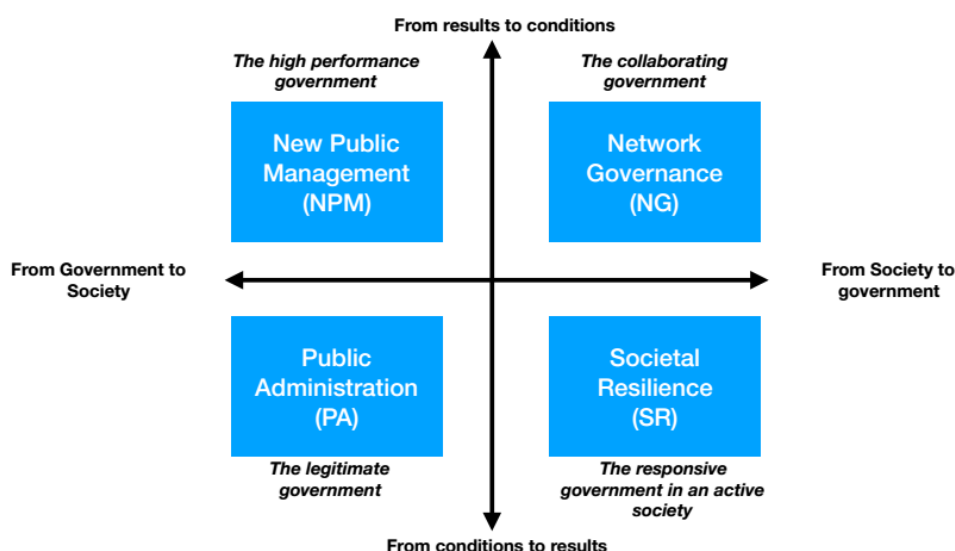 From results to conditions
The high performance
government
The collaborating
government
New Public
Management
(NPM)
Network
Governance
(NG)
From Government to
Society
From Society to
government
Public
Administration
(PA)
Societal
Resilience
(SR)
The legitimate
government
The responsive
government in an active
society
From conditions to results